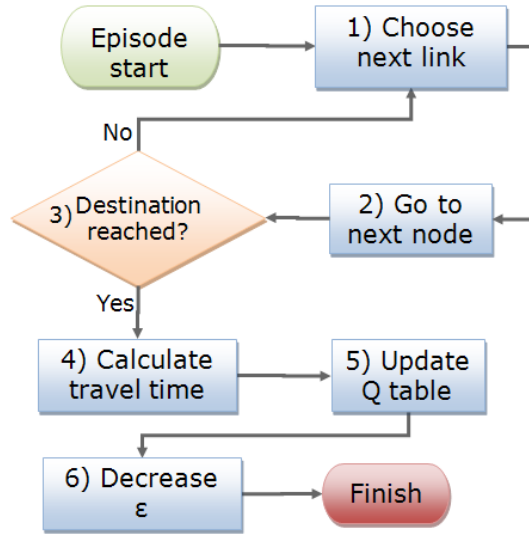 Episode
start
1) Choose
next link
No
3) Destination
reached?
2) Go to
next node
Yes
4) Calculate
travel time
5) Update
Q table
6) Decrease
ε
Finish